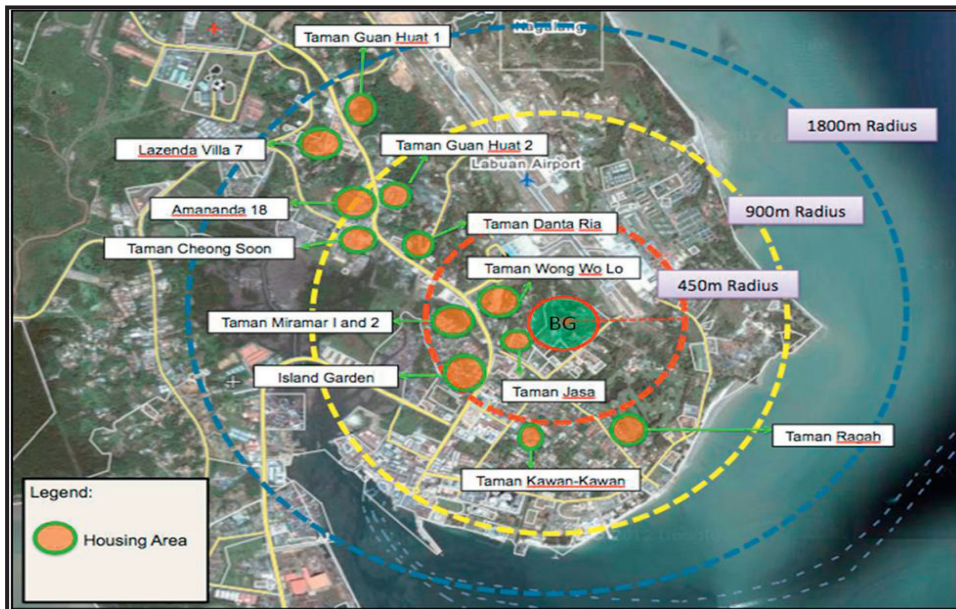 Taman Guan Huat 1
Nagalang
1800m Radius
Lazenda Villa 7
Taman Guan Huat 2
Labuan Airport
Amananda 18
900m Radius
Taman Danta Ria
Taman Cheong Soon
Taman Wong Wo Lo
450m Radius
Taman Miramar I and 2
BG
Island Garden
Taman Jasa
Taman Ragah
Taman Kawan-Kawan
Legend:
Housing Area